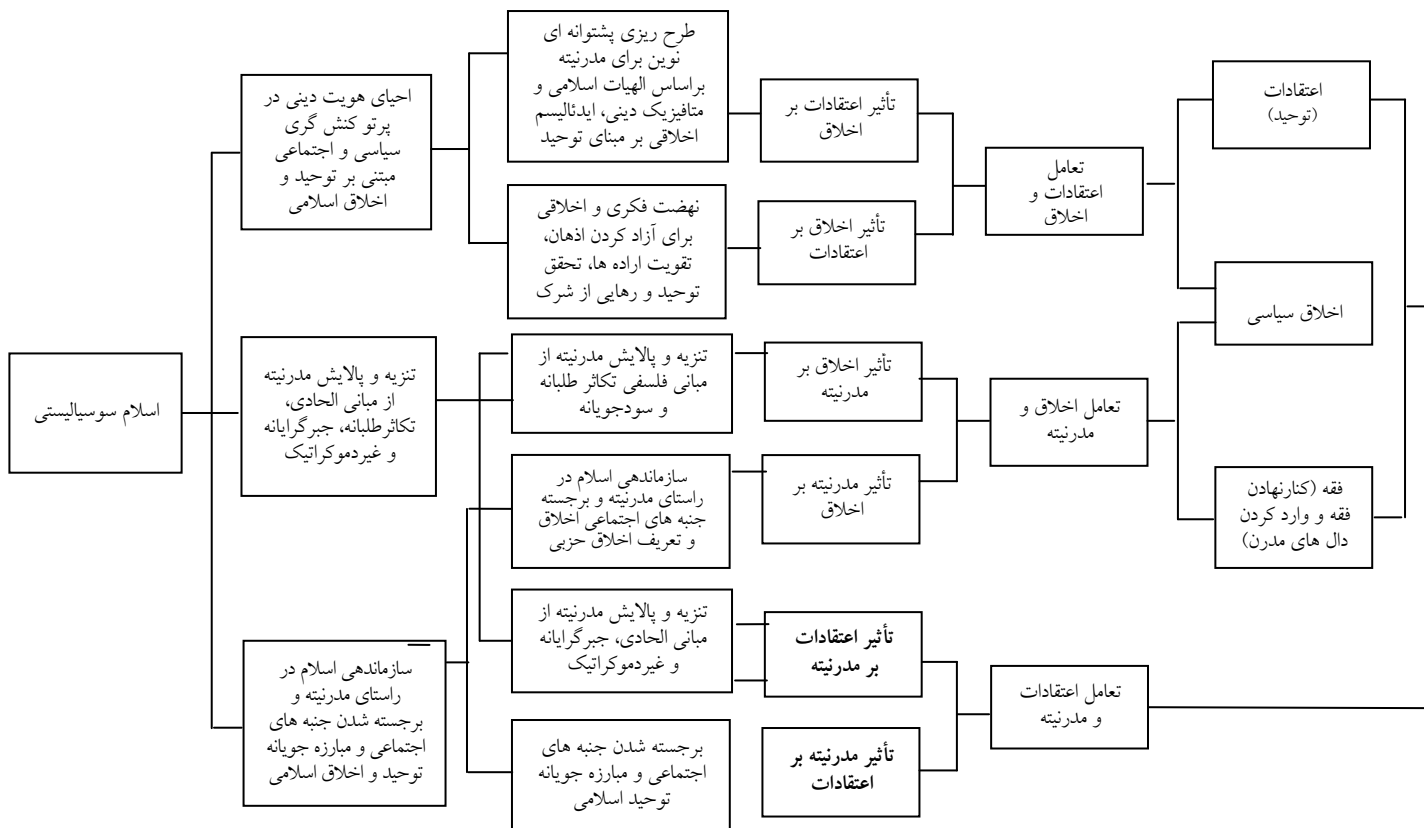 اعتقادات
(توحید)
اخلاق سیاسی
فقه (کنارنهادن
فقه و وارد کردن
دال های مدرن)
تعامل
اعتقادات و
اخلاق
تعامل اخلاق و
مدرنیته
تعامل اعتقادات
و مدرنیته
تأثیر اعتقادات بر
اخلاق
تأثیر اخلاق بر
اعتقادات
تأثیر اخلاق بر
مدرنیته
تأثیر مدرنیته بر
اخلاق
تأثیر اعتقادات
بر مدرنیته
تأثیر مدرنیته بر
اعتقادات
طرح ریزی پشتوانه ای
نوین برای مدرنیته
براساس الهیات اسلامی و
متافیزیک دینی، ایدئالیسم
اخلاقی بر مبنای توحید
نهضت فکری و اخلاقی
برای آزاد کردن اذهان،
تقویت اراده ها، تحقق
توحید و رهایی از شرک
تنزیه و پالایش مدرنیته از
مبانی فلسفی تکاثر طلبانه
و سودجویانه
سازماندهی اسلام در
راستای مدرنیته و برجسته
جنبه های اجتماعی اخلاق
و تعریف اخلاق حزبی
تنزیه و پالایش مدرنیته از
مبانی الحادی، جبرگرایانه
و غیردموکراتیک
برجسته شدن جنبه های
اجتماعی و مبارزه جویانه
توحید اسلامی
احیای هویت دینی در
پرتو کنش گری
سیاسی و اجتماعی
مبتنی بر توحید و
اخلاق اسلامی
تنزیه و پالایش مدرنیته
از مبانی الحادی،
تکاثرطلبانه، جبرگرایانه
و غیردموکراتیک
سازماندهی اسلام در
راستای مدرنیته و
برجسته شدن جنبه های
اجتماعی و مبارزه جویانه
توحید و اخلاق اسلامی
اسلام سوسیالیستی